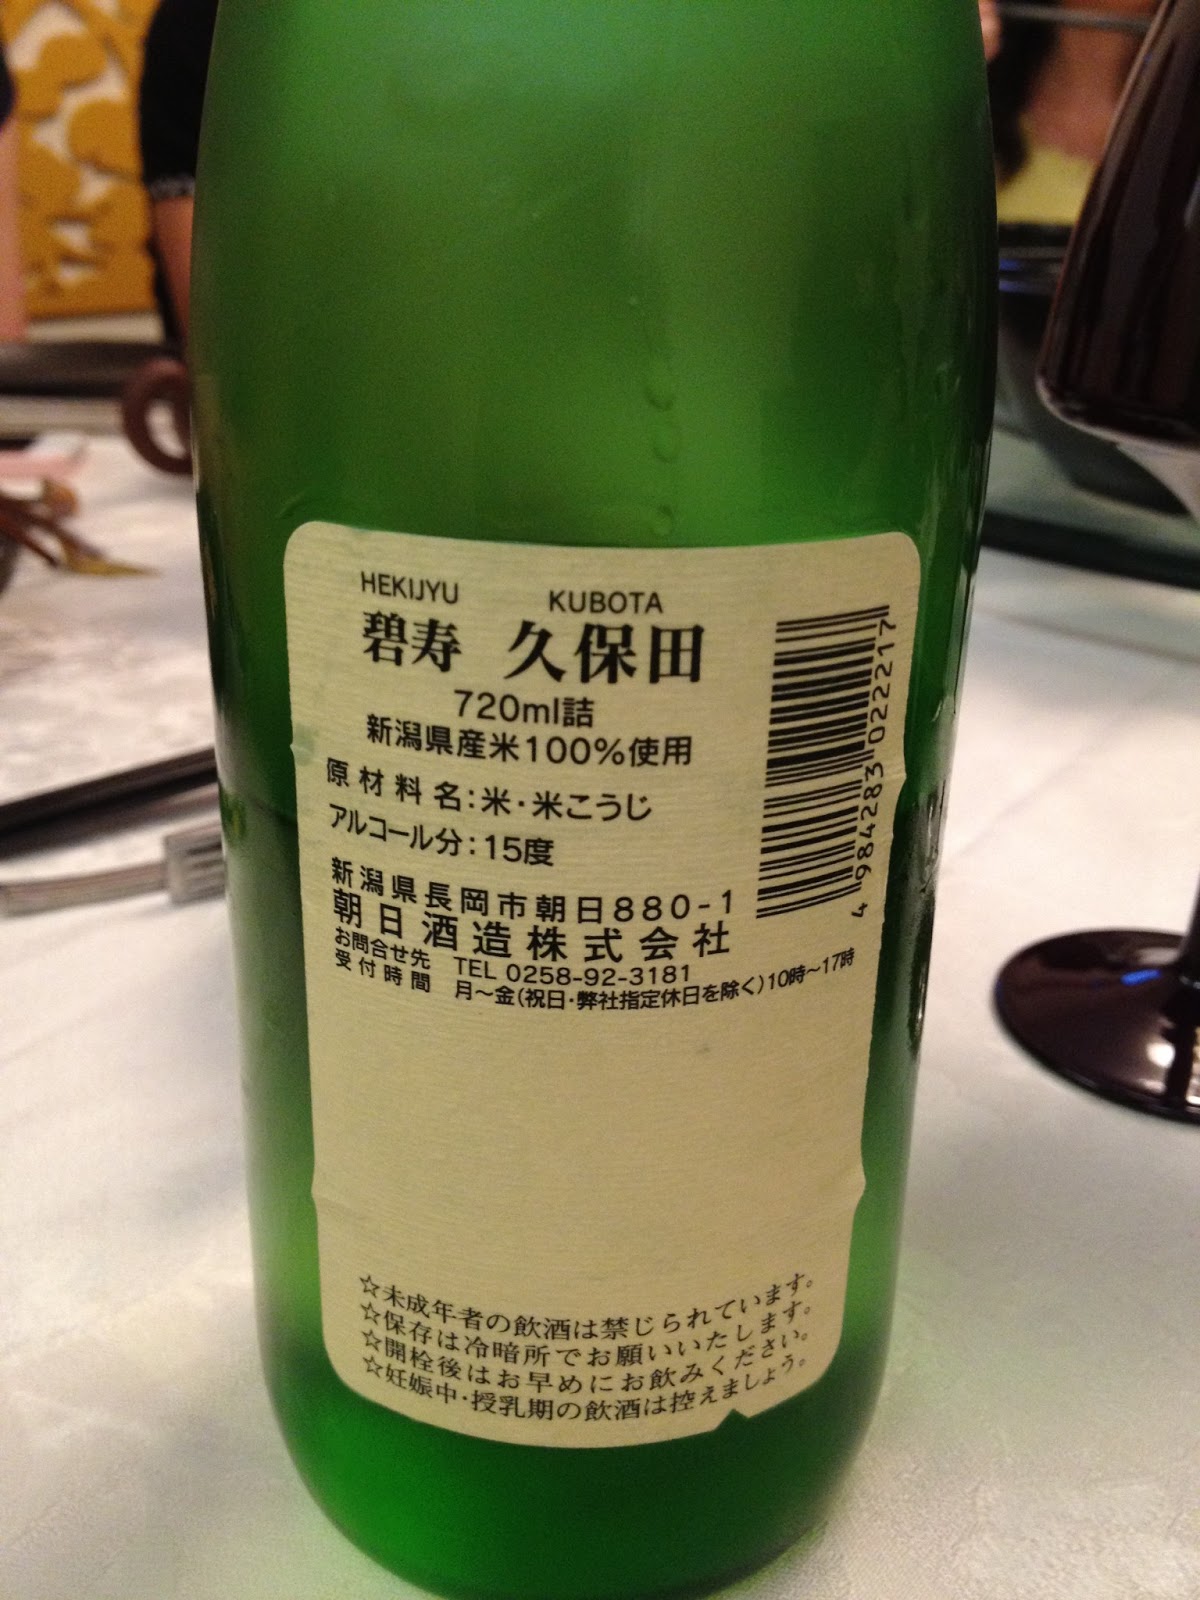 HEKIJYU KUBOTA
碧寿 久保田
720ml詰
新潟県産米100%使用
原材料名:米・米こうじ
アルコール分:15度
新潟県長岡市朝日880-1
朝日酒造株式会社
お問合せ先 TEL 0258-92-3181
受付時間 月～金(祝日・弊社指定休日を除く)10時～17時
4 984283 022217
☆未成年者の飲酒は禁じられています。
☆保存は冷暗所でお願いいたします。
☆開栓後はお早めにお飲みください。
☆妊娠中・授乳期の飲酒は控えましょう。